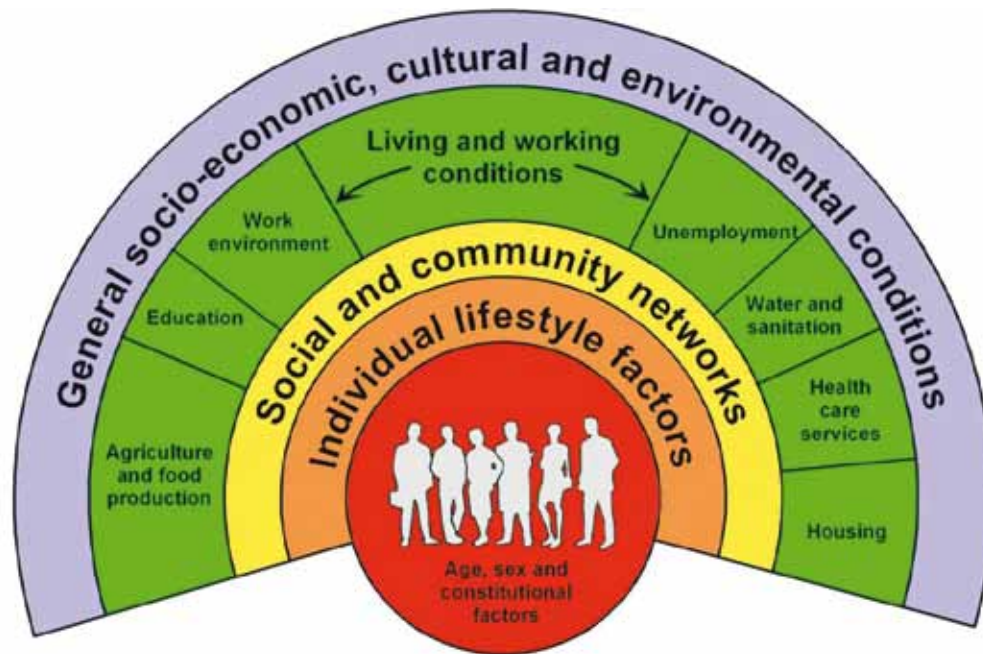 General socio-economic, cultural and environmental conditions
Living and working
conditions
Work
environment
Unemployment
Education
Water and
sanitation
Agriculture
and food
production
Health
care
services
Housing
Social and community networks
Individual lifestyle factors
Age, sex and
constitutional
factors